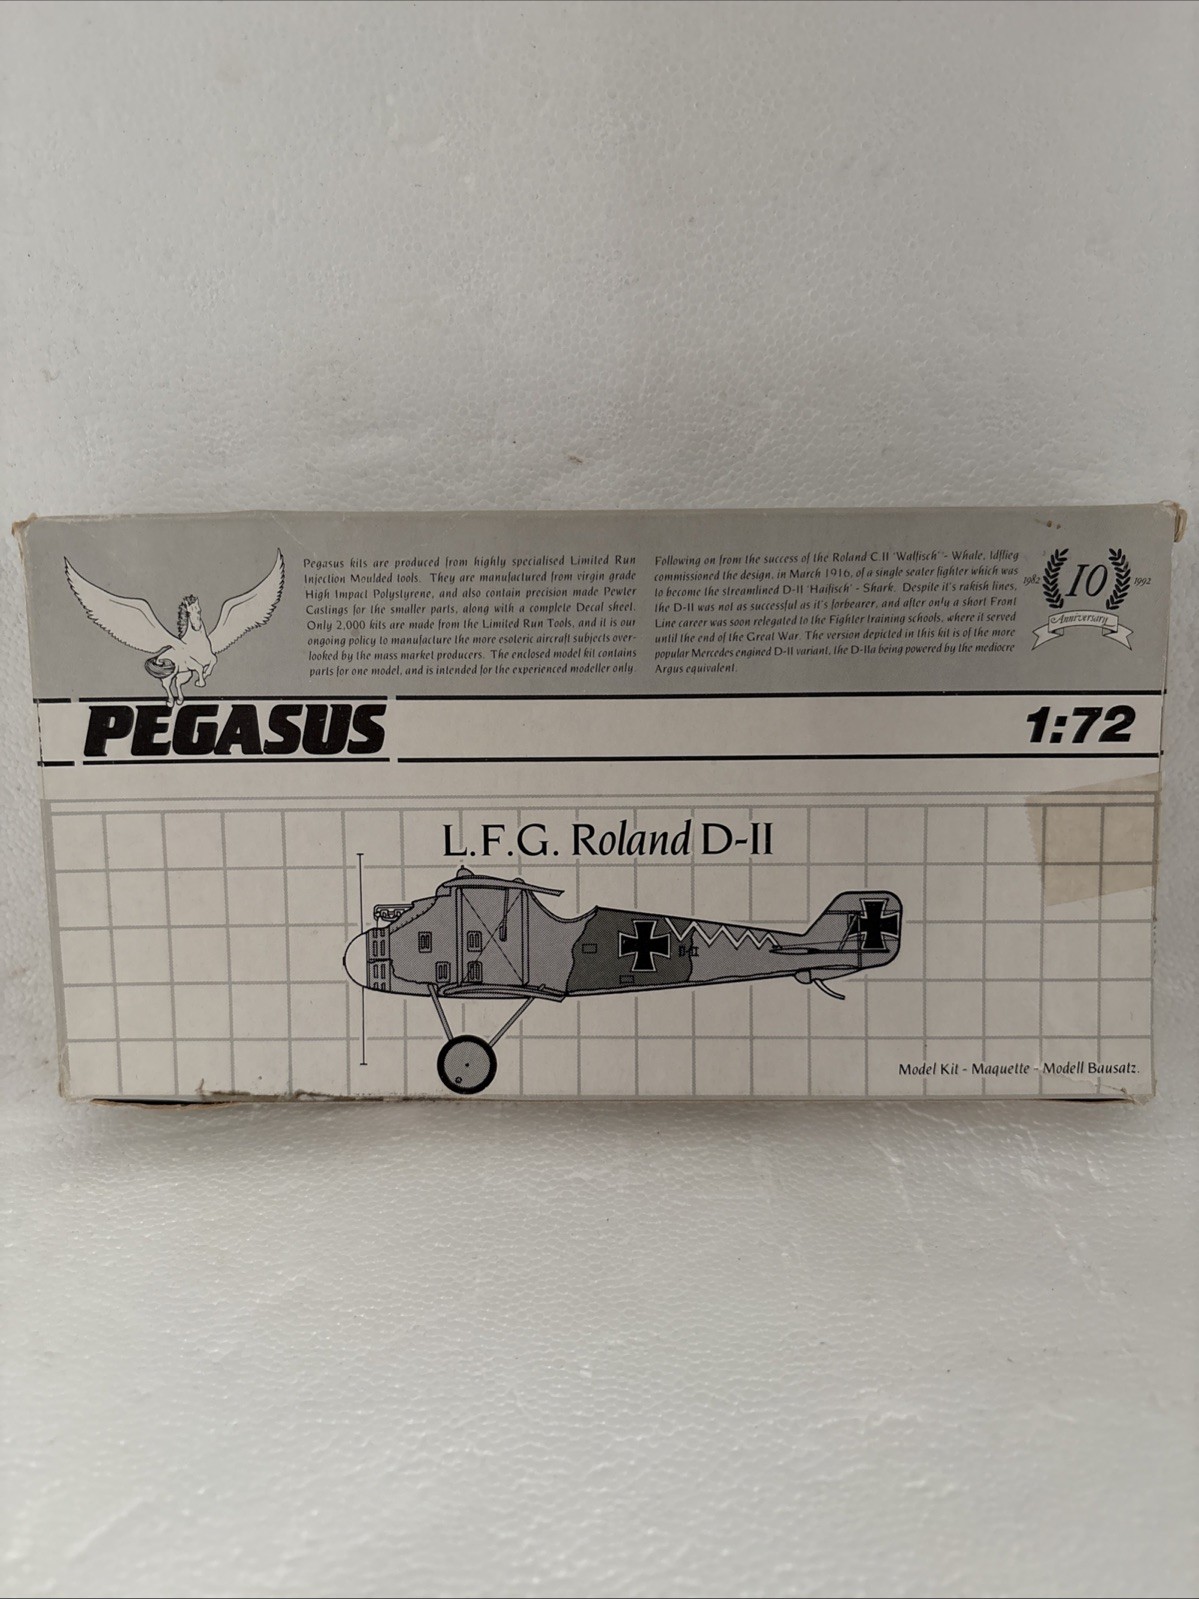 Pegasus kits are produced from highly specialised Limited Run
Injection Moulded tools. They are manufactured from virgin grade
High Impact Polystyrene, and also contain precision made Pewter
Castings for the smaller parts, along with a complete Decal sheet.
Only 2,000 kits are made from the Limited Run Tools, and it is our
ongoing policy to manufacture the more esoteric aircraft subjects over-
looked by the mass market producers. The enclosed model kit contains
parts for one model, and is intended for the experienced modeller only.
Following on from the success of the Roland C.II 'Walfisch' - Whale, Idflieg
commissioned the design, in March 1916, of a single seater fighter which was
to become the streamlined D-II 'Haifisch' - Shark. Despite it's rakish lines,
the D-II was not as successful as it's forbearer, and after only a short Front
Line career was soon relegated to the Fighter training schools, where it served
until the end of the Great War. The version depicted in this kit is of the more
popular Mercedes engined D-II variant, the D-IIa being powered by the mediocre
Argus equivalent.
1982 10 1992
Anniversary
PEGASUS
1:72
L.F.G. Roland D-II
D-II
Model Kit - Maquette - Modell Bausatz.